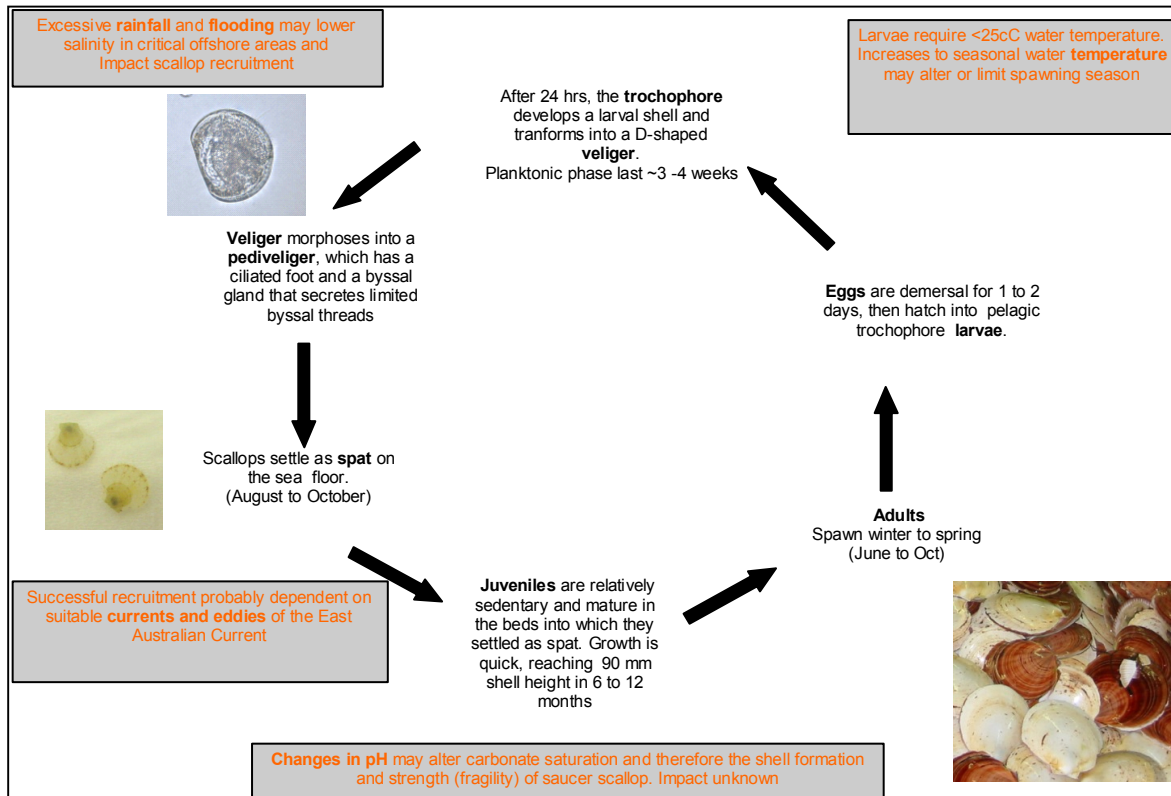 Excessive rainfall and flooding may lower
salinity in critical offshore areas and
Impact scallop recruitment
Larvae require <25cC water temperature.
Increases to seasonal water temperature
may alter or limit spawning season
After 24 hrs, the trochophore
develops a larval shell and
tranforms into a D-shaped
veliger.
Planktonic phase last ~3 -4 weeks
Veliger morphoses into a
pediveliger, which has a
ciliated foot and a byssal
gland that secretes limited
byssal threads
Eggs are demersal for 1 to 2
days, then hatch into pelagic
trochophore larvae.
Scallops settle as spat on
the sea floor.
(August to October)
Adults
Spawn winter to spring
(June to Oct)
Successful recruitment probably dependent on
suitable currents and eddies of the East
Australian Current
Juveniles are relatively
sedentary and mature in
the beds into which they
settled as spat. Growth is
quick, reaching 90 mm
shell height in 6 to 12
months
Changes in pH may alter carbonate saturation and therefore the shell formation
and strength (fragility) of saucer scallop. Impact unknown